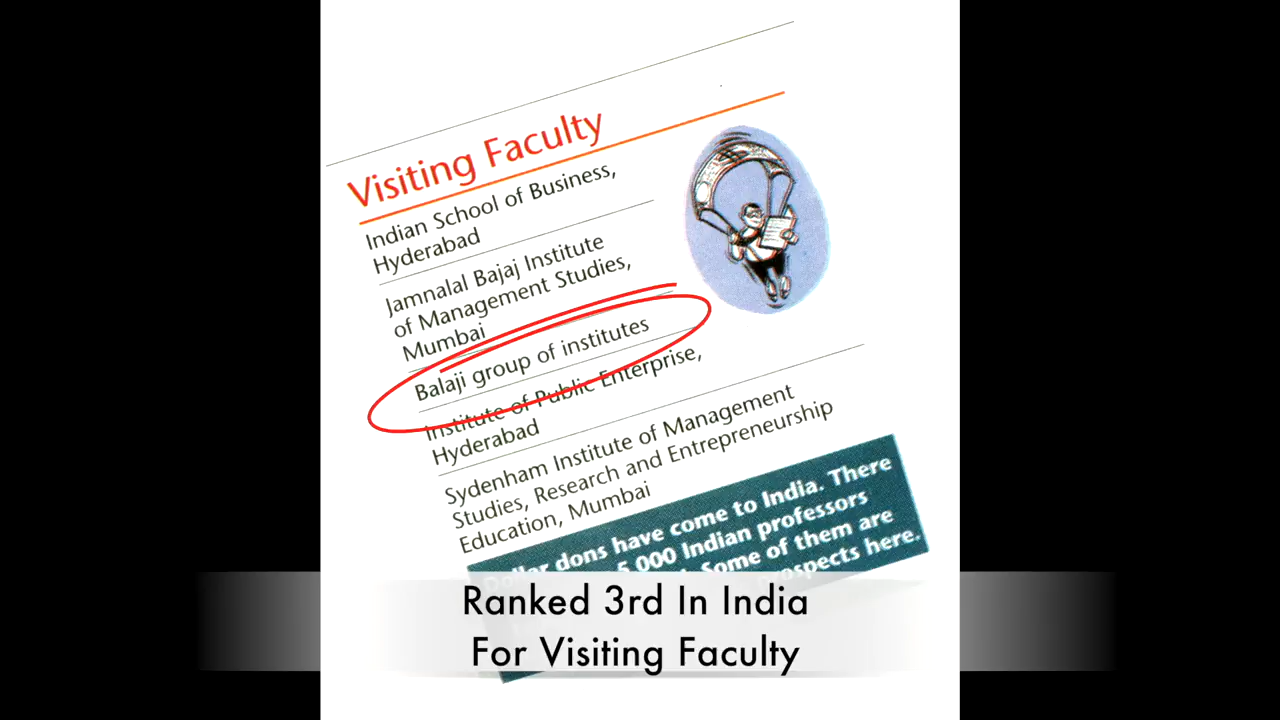 Visiting Faculty
Indian School of Business,
Hyderabad
Jamnalal Bajaj Institute
of Management Studies,
Mumbai
Balaji group of institutes
Institute of Public Enterprise,
Hyderabad
Sydenham Institute of Management
Studies, Research and Entrepreneurship
Education, Mumbai
Dollar dons have come to India. There
5,000 Indian professors
Some of them are
prospects here.
Ranked 3rd In India
For Visiting Faculty